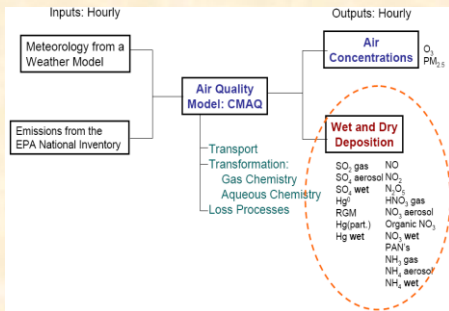 Inputs: Hourly
Outputs: Hourly
Meteorology from a
Weather Model
Emissions from the
EPA National Inventory
Air Quality
Model: CMAQ
Transport
Transformation:
Gas Chemistry
Aqueous Chemistry
Loss Processes
Air
Concentrations
O3
PM2.5
Wet and Dry
Deposition
SO2 gas
SO4 aerosol
SO4 wet
Hg0
RGM
Hg(part.)
Hg wet
NO
NO2
N2O5
HNO3 gas
NO3 aerosol
Organic NO3
NO3 wet
PAN's
NH3 gas
NH4 aerosol
NH4 wet